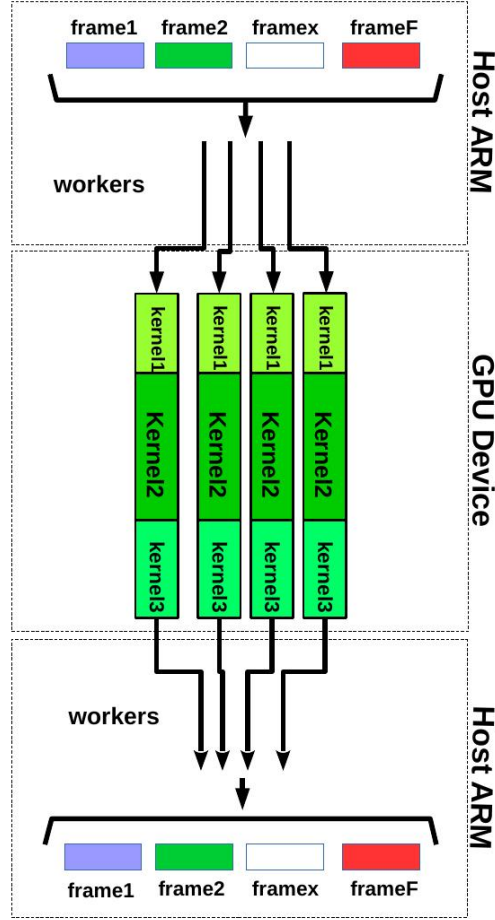 frame1 frame2 framex frameF
Host ARM
workers
kernel1 kernel1 kernel1 kernel1
Kernel2 Kernel2 Kernel2 Kernel2
kernel3 kernel3 kernel3 kernel3
GPU Device
workers
Host ARM
frame1 frame2 framex frameF